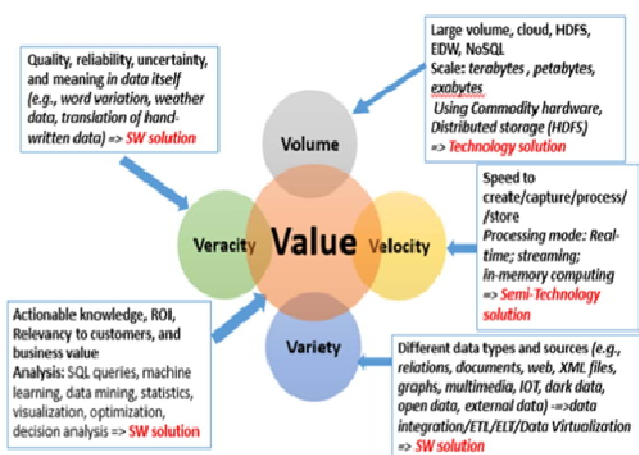 Large volume, cloud, HDFS,
EDW, NoSQL
Scale: terabytes , petabytes,
exabytes
Using Commodity hardware,
Distributed storage (HDFS)
=> Technology solution
Quality, reliability, uncertainty,
and meaning in data itself
(e.g., word variation, weather
data, translation of hand-
written data) => SW solution
Volume
Speed to
create/capture/process/
/store
Processing mode: Real-
time; streaming;
in-memory computing
=> Semi-Technology
solution
Veracity
Value
Velocity
Actionable knowledge, ROI,
Relevancy to customers, and
business value
Analysis: SQL queries, machine
learning, data mining, statistics,
visualization, optimization,
decision analysis => SW solution
Variety
Different data types and sources (e.g.,
relations, documents, web, XML files,
graphs, multimedia, IOT, dark data,
open data, external data) -=>data
integration/ETL/ELT/Data Virtualization
=> SW solution